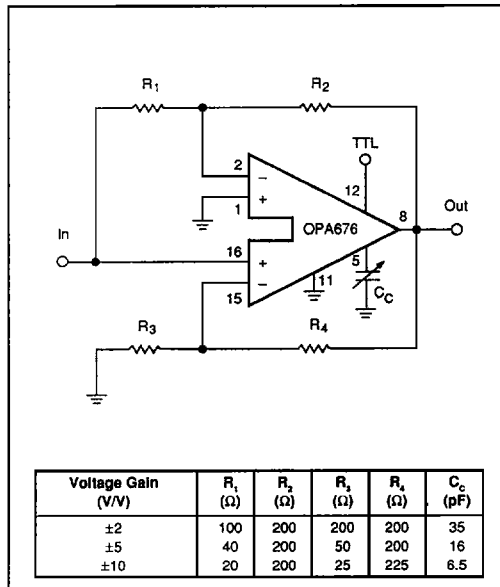 R₁
R₂
TTL
2
−
12
+
8
1
OPA676
Out
In
16
+
5
11
−
15
C_C
R₃
R₄
Voltage Gain (V/V) R₁ (Ω) R₂ (Ω) R₃ (Ω) R₄ (Ω) C_C (pF)
±2 100 200 200 200 35
±5 40 200 50 200 16
±10 20 200 25 225 6.5